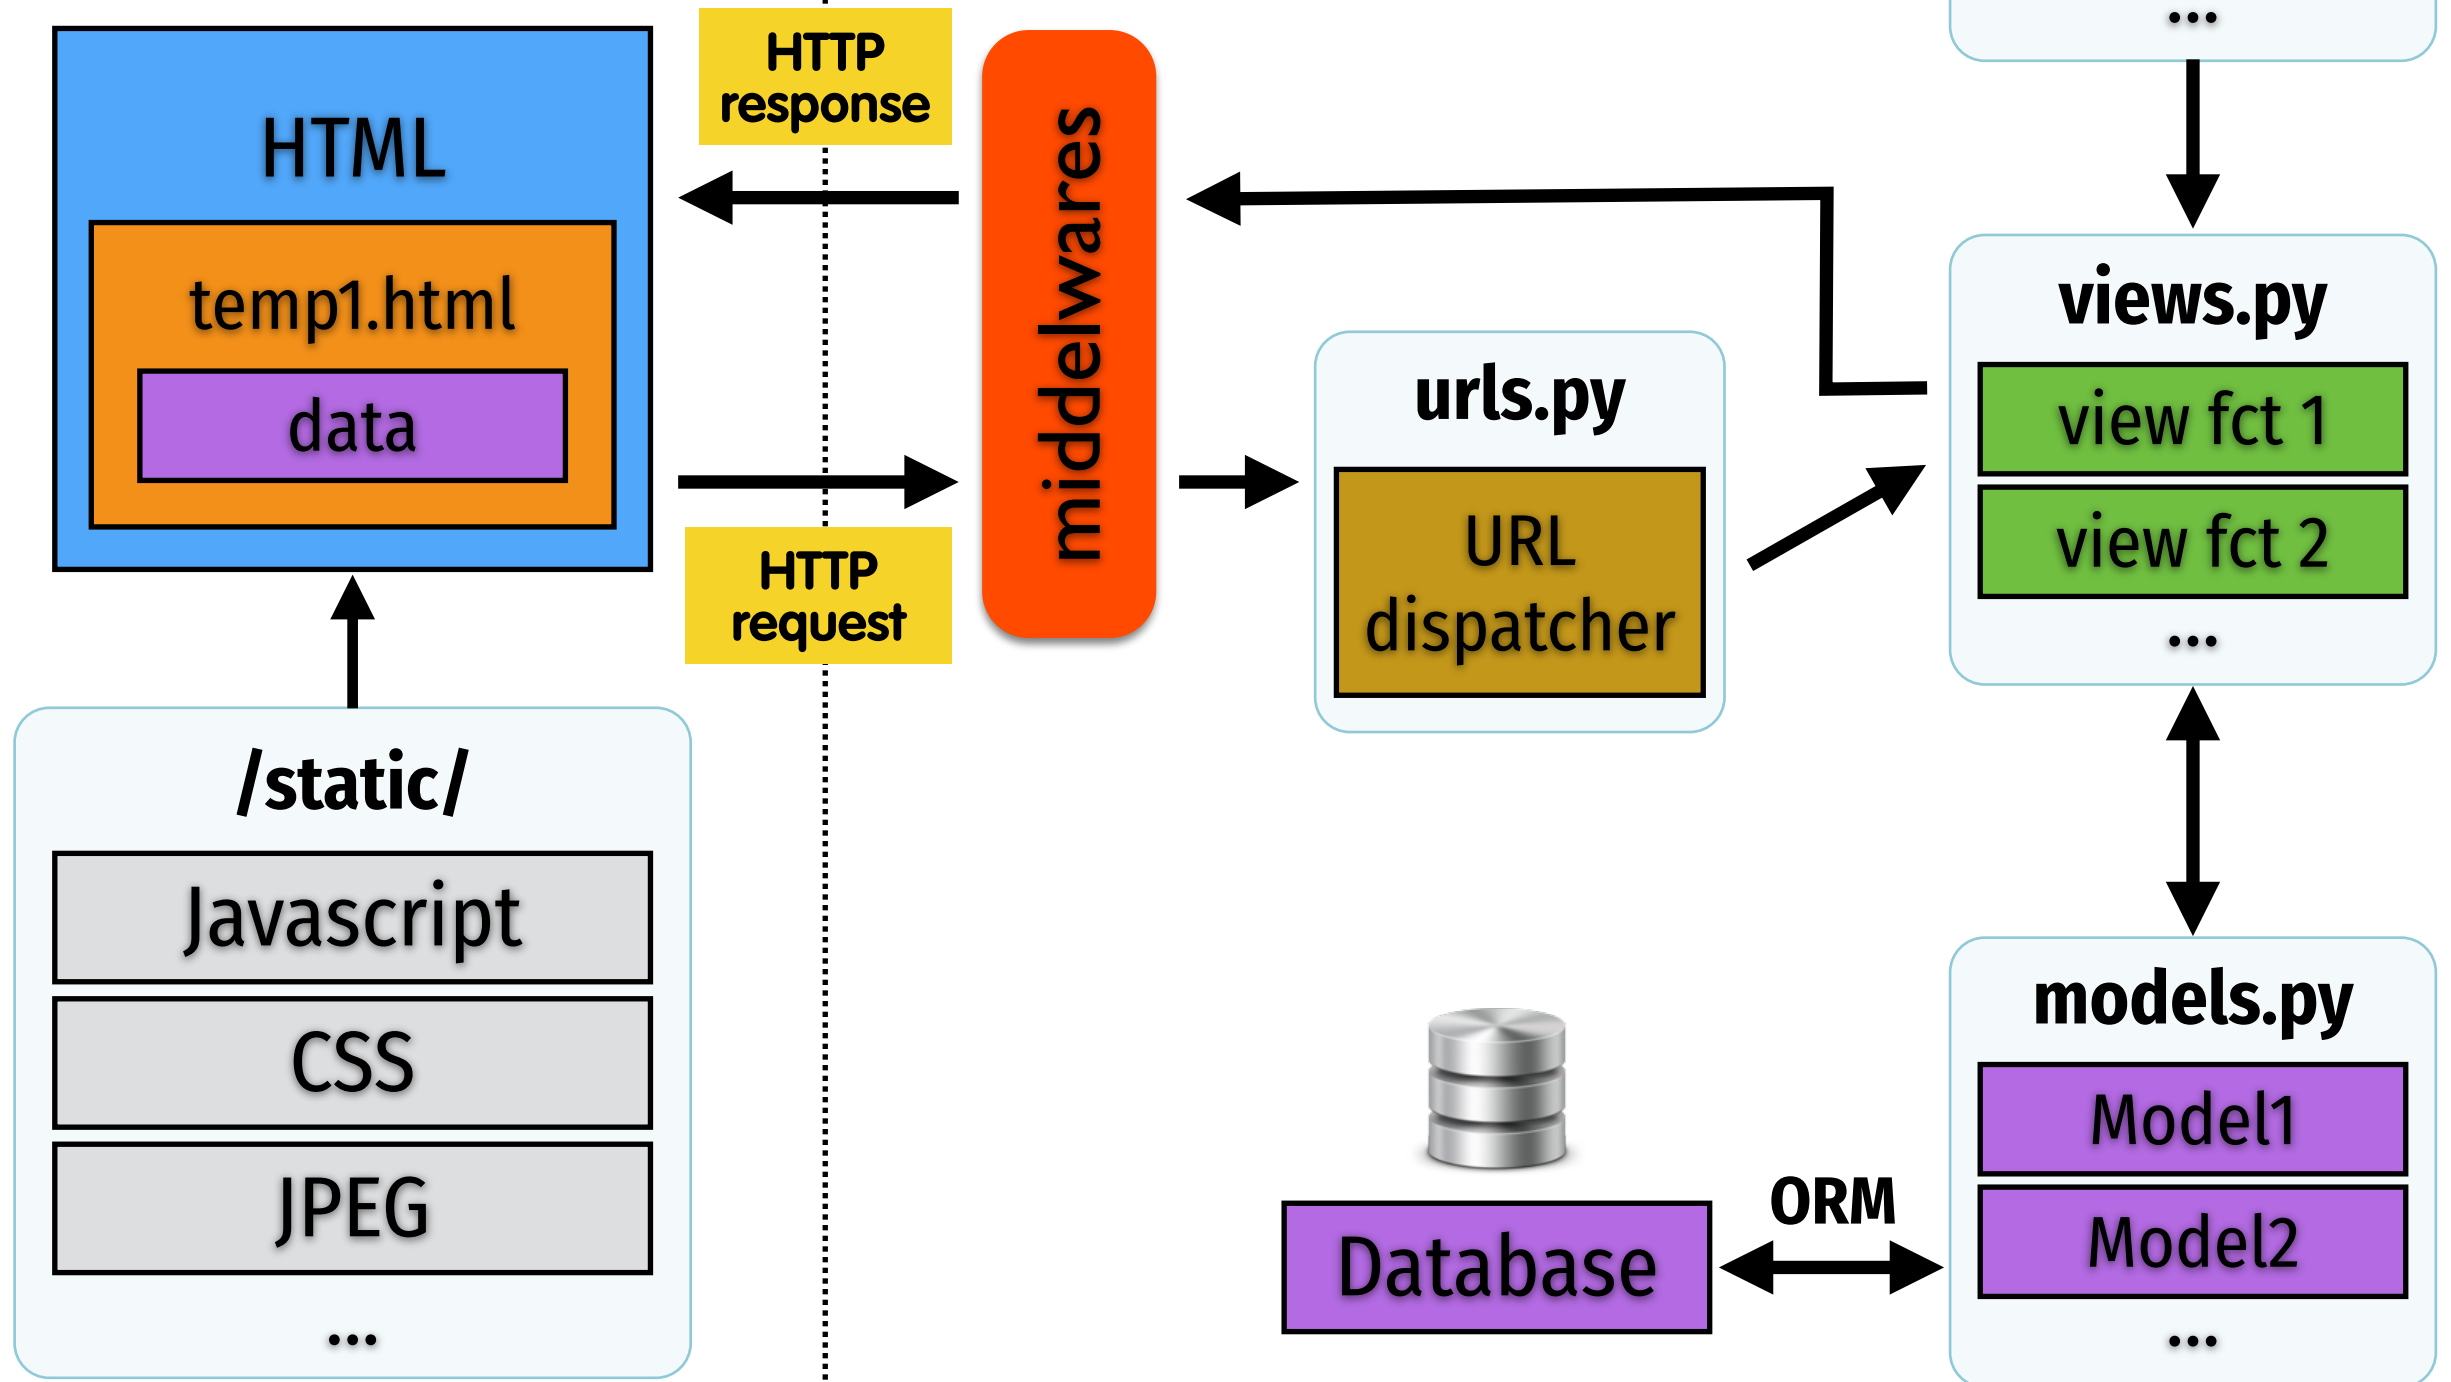 ...
HTTP
response
HTML
temp1.html
data
middelwares
HTTP
request
urls.py
URL
dispatcher
views.py
view fct 1
view fct 2
...
/static/
Javascript
CSS
JPEG
...
Database
ORM
models.py
Model1
Model2
...